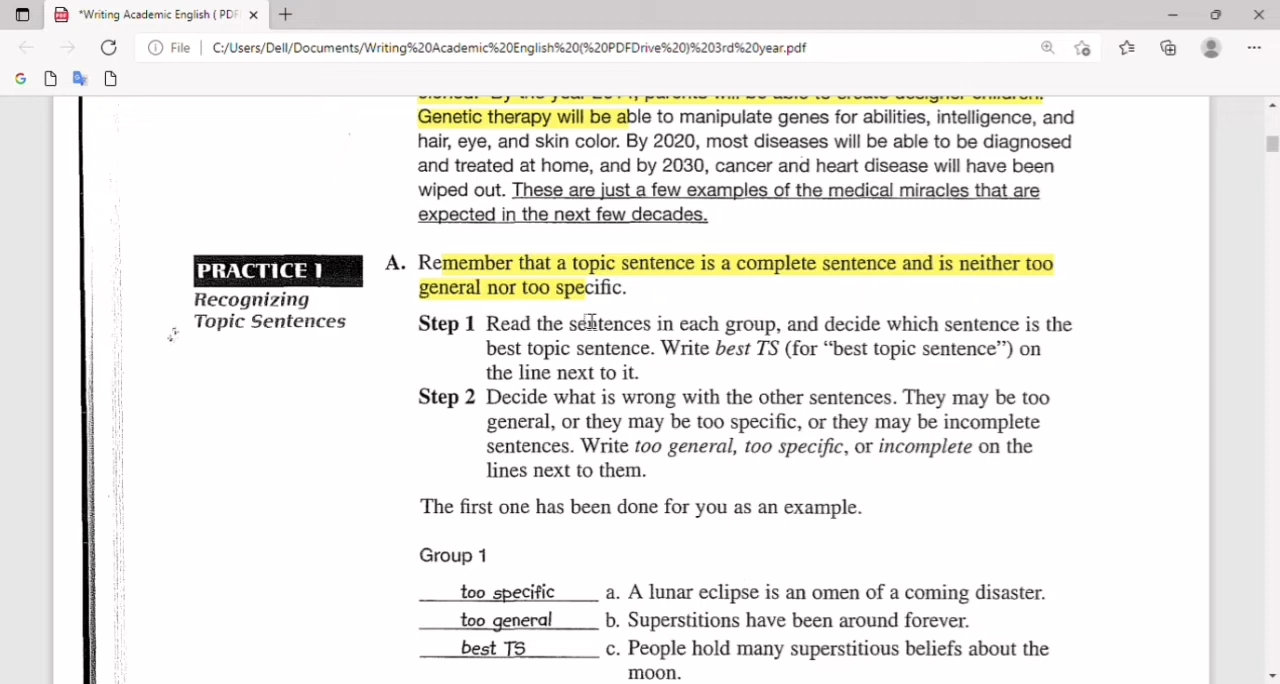 *Writing Academic English ( PDF
File
C:/Users/Dell/Documents/Writing%20Academic%20English%20(%20PDFDrive%20)%203rd%20year.pdf
Genetic therapy will be able to manipulate genes for abilities, intelligence, and
hair, eye, and skin color. By 2020, most diseases will be able to be diagnosed
and treated at home, and by 2030, cancer and heart disease will have been
wiped out. These are just a few examples of the medical miracles that are
expected in the next few decades.
PRACTICE 1
Recognizing
Topic Sentences
A. Remember that a topic sentence is a complete sentence and is neither too
general nor too specific.
Step 1 Read the sentences in each group, and decide which sentence is the
best topic sentence. Write best TS (for “best topic sentence”) on
the line next to it.
Step 2 Decide what is wrong with the other sentences. They may be too
general, or they may be too specific, or they may be incomplete
sentences. Write too general, too specific, or incomplete on the
lines next to them.
The first one has been done for you as an example.
Group 1
too specific a. A lunar eclipse is an omen of a coming disaster.
too general b. Superstitions have been around forever.
best TS c. People hold many superstitious beliefs about the
moon.